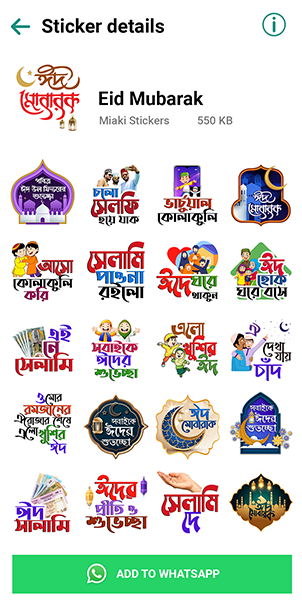 Sticker details
ঈদ
মোবারক
Eid Mubarak
Miaki Stickers 550 KB
পবিত্র
ঈদ উল ফিতরের
শুভেচ্ছা
চলো
সেলফি
হয়ে যাক
ভার্চুয়াল
কোলাকুলি
ঈদ
মোবারক
আসো
কোলাকুলি
করি
সেলামি
পাওনা
রইলো
ঈদে ঘরে
থাকুন
ঈদ
হোক
ঘরে বসে
এই
নে
সেলামি
সবাইকে
ঈদের
শুভেচ্ছা
এলো
খুশির
ঈদ
ঐ দেখা
যায়
চাঁদ
ও মোর
রমজানের
ঐ রোজার শেষে
এলো খুশির
ঈদ
সবাইকে
ঈদের
শুভেচ্ছা
ঈদ
মোবারাক
সবাইকে
ঈদের
শুভেচ্ছা
ঈদ
সালামি
ঈদের
প্রীতি ও
শুভেচ্ছা
সেলামি
দে
ঈদ
মোবারক
ADD TO WHATSAPP